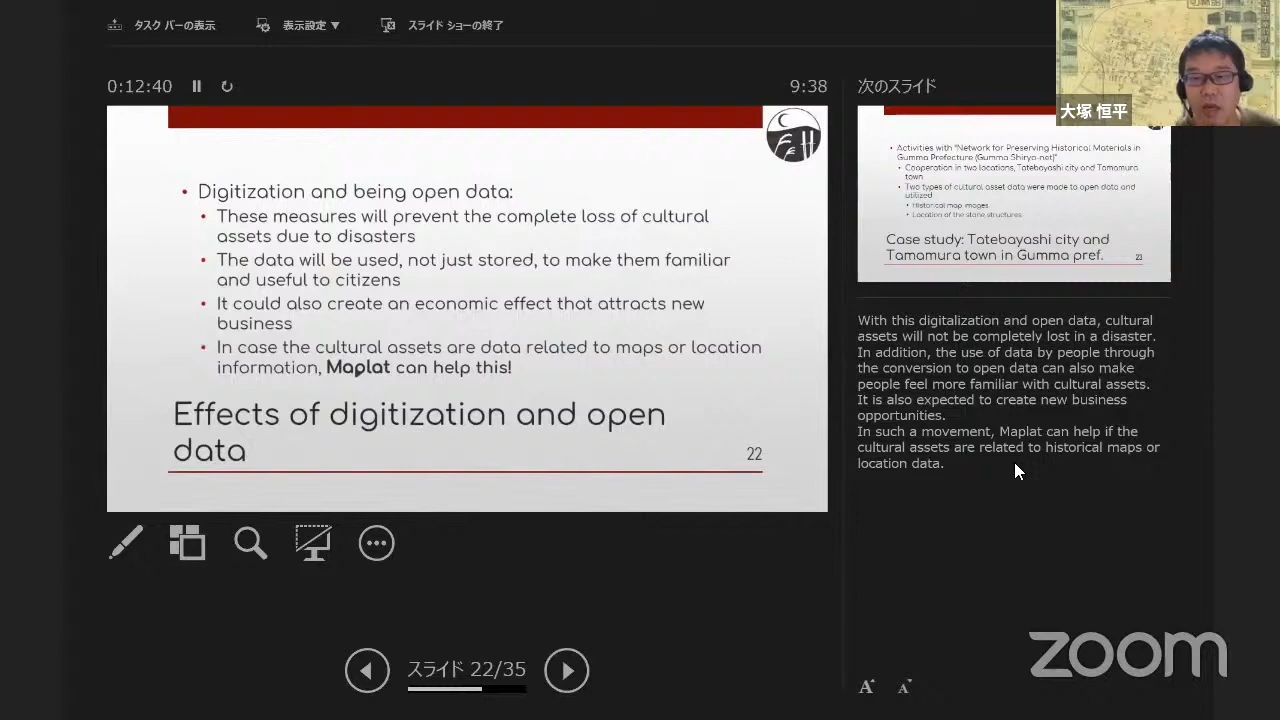 タスク バーの表示
表示設定 ▼
スライド ショーの終了
0:12:40
9:38
次のスライド
大塚 恒平
• Digitization and being open data:
• These measures will prevent the complete loss of cultural
assets due to disasters
• The data will be used, not just stored, to make them familiar
and useful to citizens
• It could also create an economic effect that attracts new
business
• In case the cultural assets are data related to maps or location
information, Maplat can help this!
Effects of digitization and open
data
22
• Activities with "Network for Preserving Historical Materials in
Gumma Prefecture (Gumma Shiryo-net)"
• Cooperation in two locations, Tatebayashi city and Tamamura
town
• Two types of cultural asset data were made to open data and
utilized
• Historical map images
• Location of the stone structures
Case study: Tatebayashi city and
Tamamura town in Gumma pref.
23
With this digitalization and open data, cultural
assets will not be completely lost in a disaster.
In addition, the use of data by people through
the conversion to open data can also make
people feel more familiar with cultural assets.
It is also expected to create new business
opportunities.
In such a movement, Maplat can help if the
cultural assets are related to historical maps or
location data.
スライド 22/35
A A
zoom